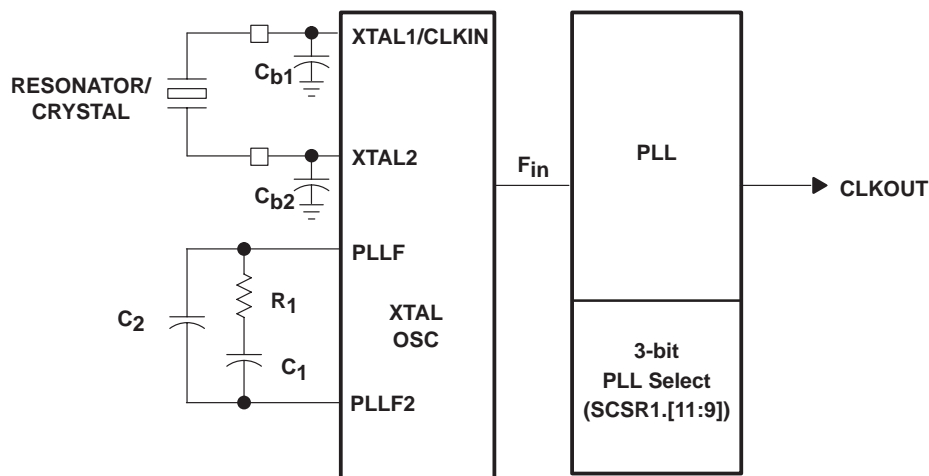 XTAL1/CLKIN
Cb1
RESONATOR/
CRYSTAL
XTAL2
Cb2
PLL
Fin
CLKOUT
PLLF
R1
C2
XTAL
OSC
C1
PLLF2
3-bit
PLL Select
(SCSR1.[11:9])